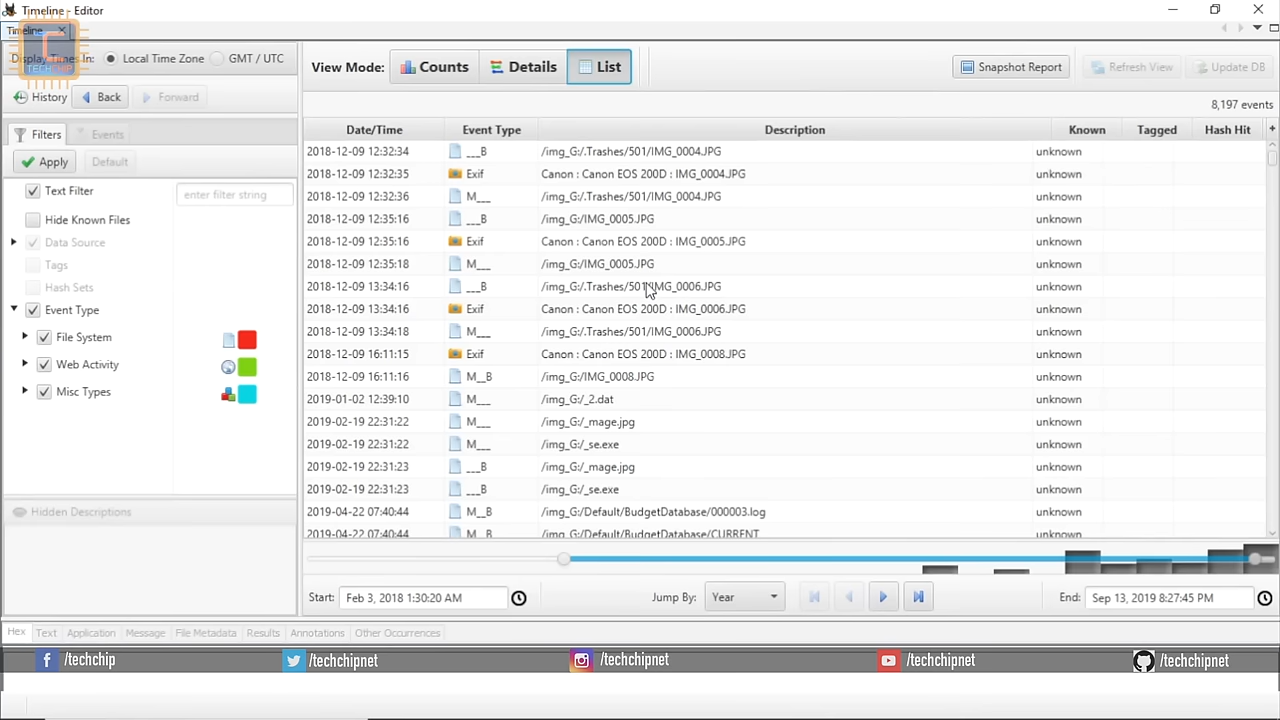 Timeline - Editor
Timeline
TECHCHIP
Display Times In: Local Time Zone GMT / UTC
History Back Forward
Filters Events
Apply Default
Text Filter enter filter string
Hide Known Files
Data Source
Tags
Hash Sets
Event Type
File System
Web Activity
Misc Types
Hidden Descriptions
View Mode: Counts Details List Snapshot Report Refresh View Update DB
8,197 events
Date/Time Event Type Description Known Tagged Hash Hit
2018-12-09 12:32:34 ___B /img_G:/.Trashes/501/IMG_0004.JPG unknown
2018-12-09 12:32:35 Exif Canon : Canon EOS 200D : IMG_0004.JPG unknown
2018-12-09 12:32:36 M___ /img_G:/.Trashes/501/IMG_0004.JPG unknown
2018-12-09 12:35:16 ___B /img_G:/IMG_0005.JPG unknown
2018-12-09 12:35:16 Exif Canon : Canon EOS 200D : IMG_0005.JPG unknown
2018-12-09 12:35:18 M___ /img_G:/IMG_0005.JPG unknown
2018-12-09 13:34:16 ___B /img_G:/.Trashes/501/IMG_0006.JPG unknown
2018-12-09 13:34:16 Exif Canon : Canon EOS 200D : IMG_0006.JPG unknown
2018-12-09 13:34:18 M___ /img_G:/.Trashes/501/IMG_0006.JPG unknown
2018-12-09 16:11:15 Exif Canon : Canon EOS 200D : IMG_0008.JPG unknown
2018-12-09 16:11:16 M__B /img_G:/IMG_0008.JPG unknown
2019-01-02 12:39:10 M___ /img_G:/_2.dat unknown
2019-02-19 22:31:22 M___ /img_G:/_mage.jpg unknown
2019-02-19 22:31:22 M___ /img_G:/_se.exe unknown
2019-02-19 22:31:23 ___B /img_G:/_mage.jpg unknown
2019-02-19 22:31:23 ___B /img_G:/_se.exe unknown
2019-04-22 07:40:44 M__B /img_G:/Default/BudgetDatabase/000003.log unknown
2019-04-22 07:40:44 M__B /img_G:/Default/BudgetDatabase/CURRENT unknown
Start: Feb 3, 2018 1:30:20 AM Jump By: Year End: Sep 13, 2019 8:27:45 PM
Hex Text Application Message File Metadata Results Annotations Other Occurrences
/techchip /techchipnet /techchipnet /techchipnet /techchipnet